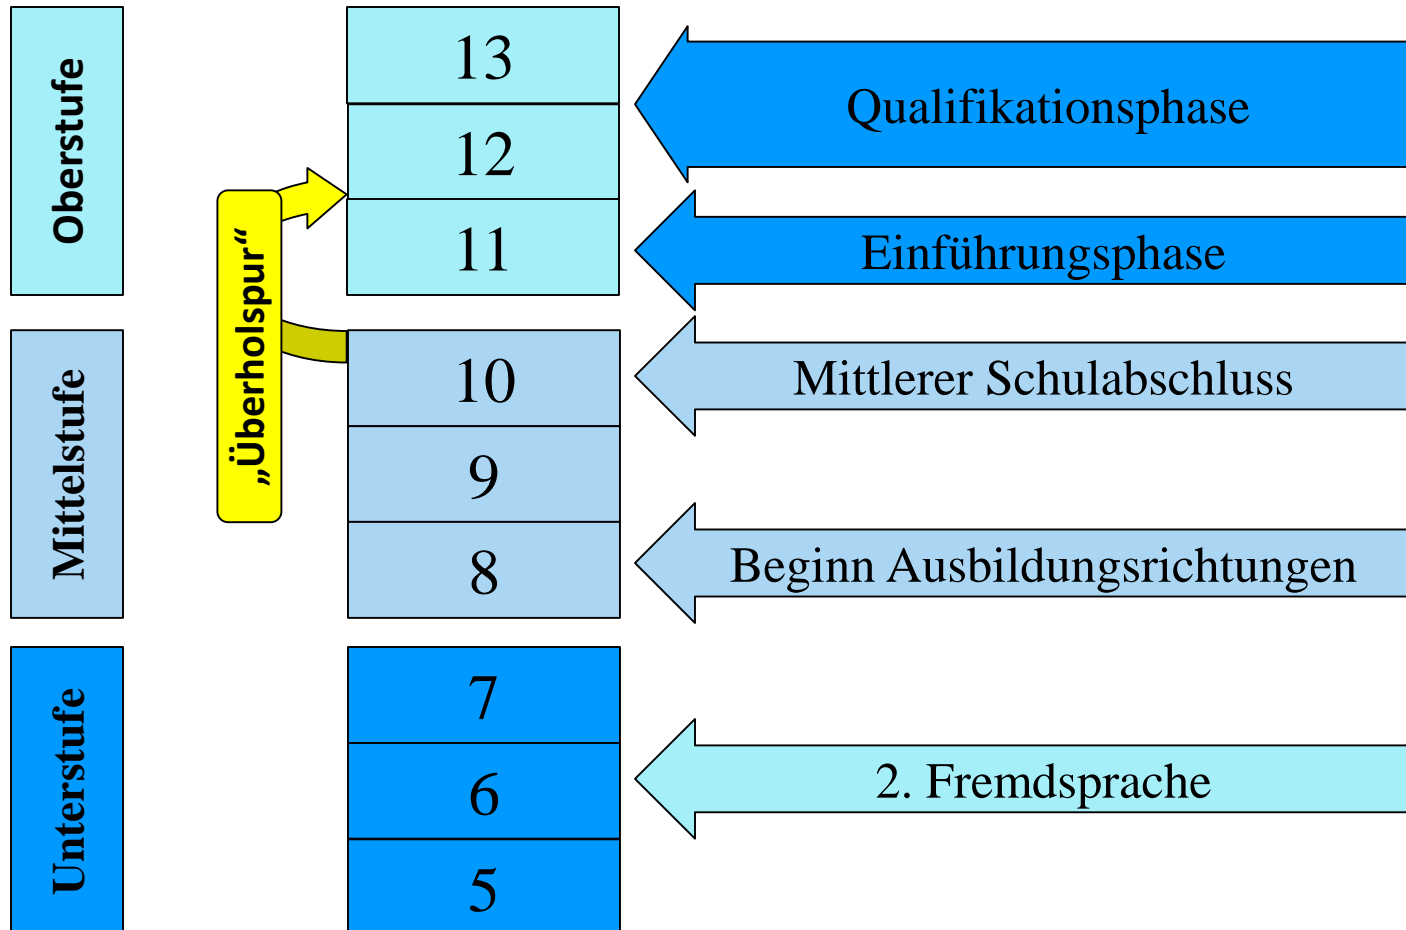 Oberstufe
13
12
11
Qualifikationsphase
Einführungsphase
„Überholspur“
Mittelstufe
10
9
8
Mittlerer Schulabschluss
Beginn Ausbildungsrichtungen
Unterstufe
7
6
5
2. Fremdsprache